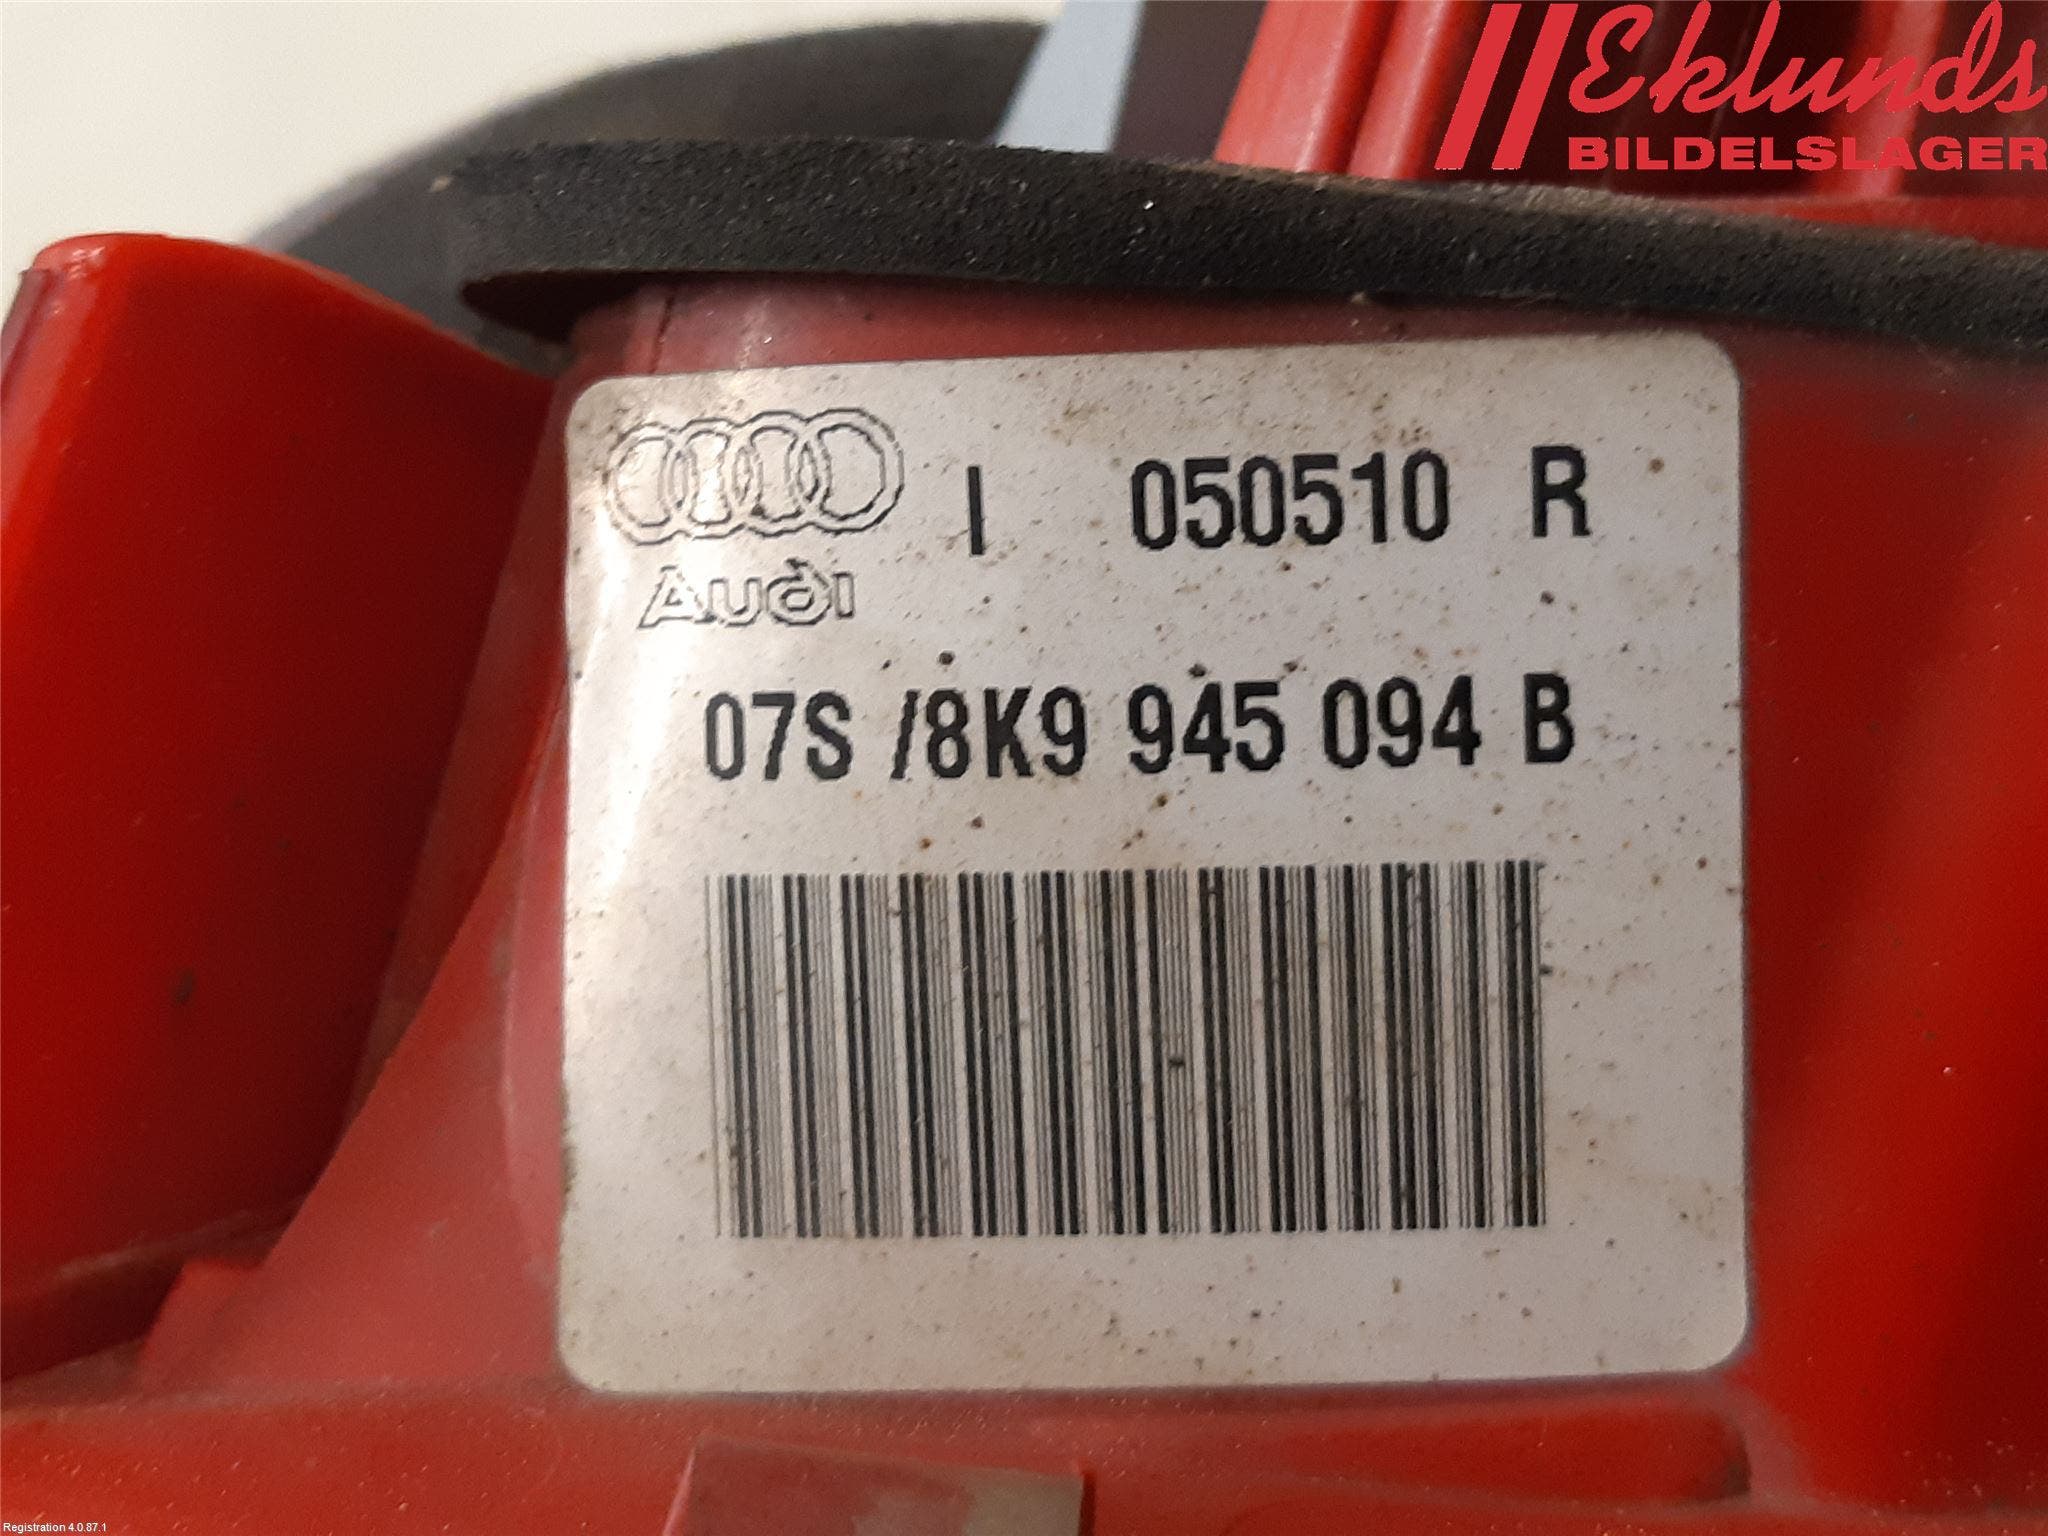 Eklunds
BILDELSLAGER
I 050510 R
Audi
07S /8K9 945 094 B
Registration 4.0.87.1